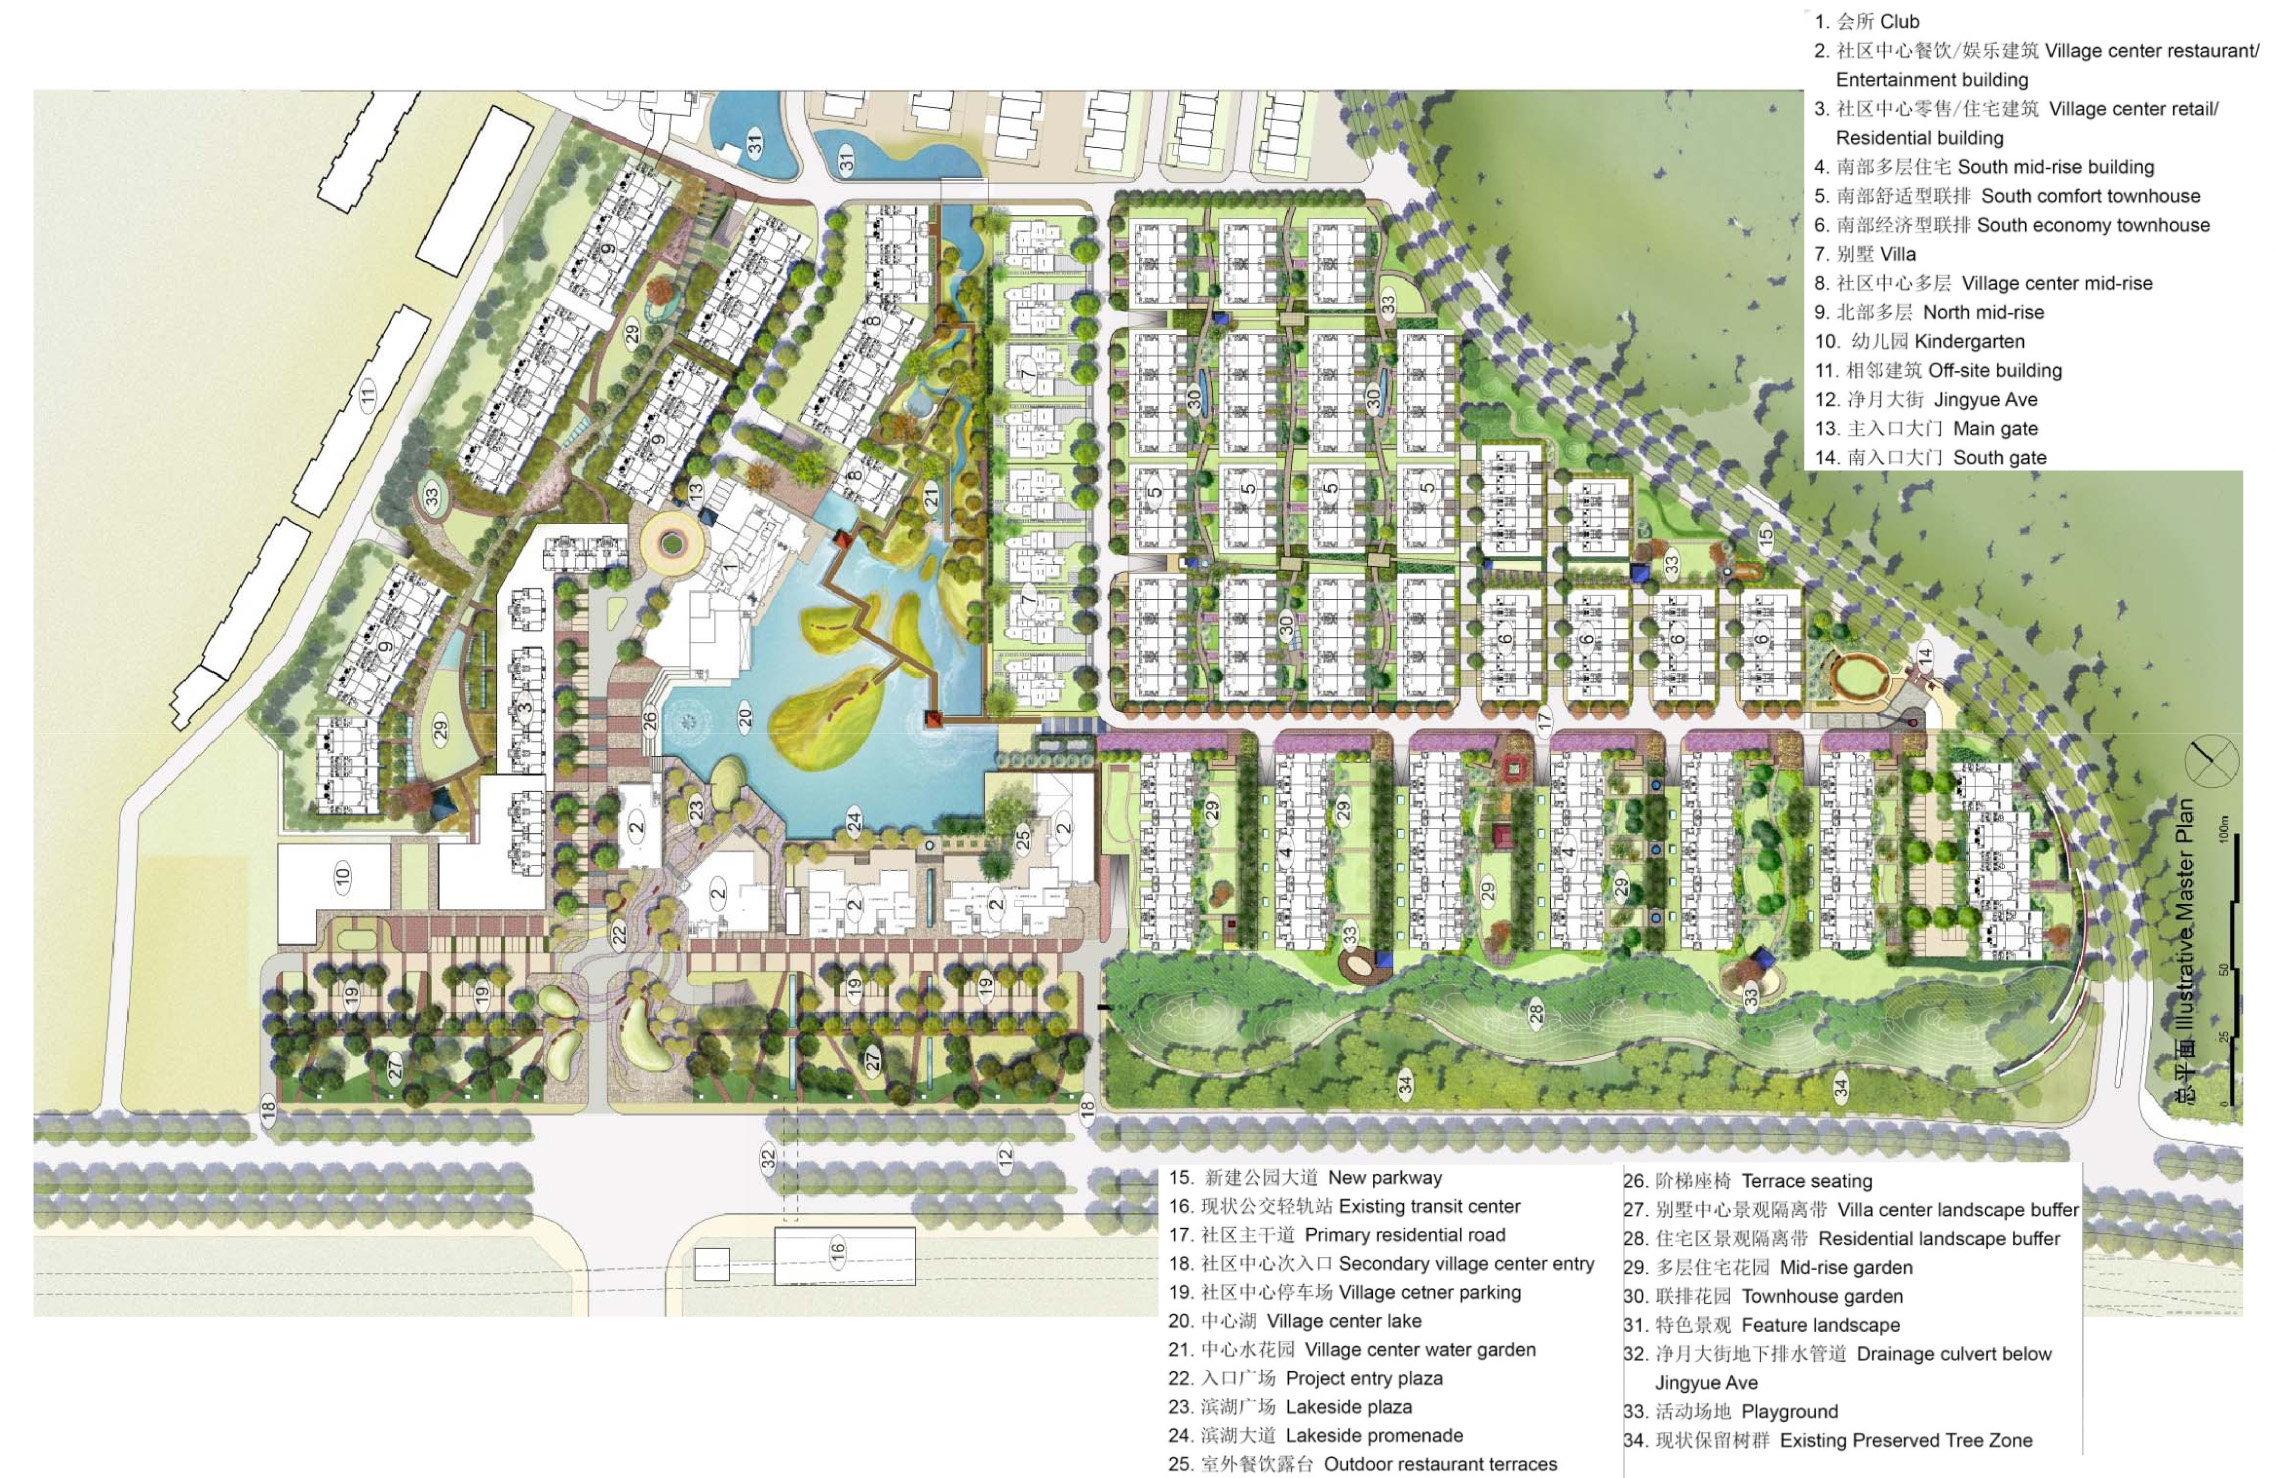 1. 会所 Club
2. 社区中心餐饮/娱乐建筑 Village center restaurant/
Entertainment building
3. 社区中心零售/住宅建筑 Village center retail/
Residential building
4. 南部多层住宅 South mid-rise building
5. 南部舒适型联排 South comfort townhouse
6. 南部经济型联排 South economy townhouse
7. 别墅 Villa
8. 社区中心多层 Village center mid-rise
9. 北部多层 North mid-rise
10. 幼儿园 Kindergarten
11. 相邻建筑 Off-site building
12. 净月大街 Jingyue Ave
13. 主入口大门 Main gate
14. 南入口大门 South gate
31
31
9
29
8
33
7
30
30
11
9
13
8
21
5
5
5
5
33
15
33
1
7
30
6
6
6
6
14
9
3
26
20
17
29
2
23
24
25
2
29
4
29
4
29
29
10
2
2
2
22
33
33
19
19
19
19
28
27
27
34
34
18
18
32
12
16
总平面 Illustrative Master Plan
0 25 50 100m
15. 新建公园大道 New parkway
16. 现状公交轻轨站 Existing transit center
17. 社区主干道 Primary residential road
18. 社区中心次入口 Secondary village center entry
19. 社区中心停车场 Village cetner parking
20. 中心湖 Village center lake
21. 中心水花园 Village center water garden
22. 入口广场 Project entry plaza
23. 滨湖广场 Lakeside plaza
24. 滨湖大道 Lakeside promenade
25. 室外餐饮露台 Outdoor restaurant terraces
26. 阶梯座椅 Terrace seating
27. 别墅中心景观隔离带 Villa center landscape buffer
28. 住宅区景观隔离带 Residential landscape buffer
29. 多层住宅花园 Mid-rise garden
30. 联排花园 Townhouse garden
31. 特色景观 Feature landscape
32. 净月大街地下排水管道 Drainage culvert below
Jingyue Ave
33. 活动场地 Playground
34. 现状保留树群 Existing Preserved Tree Zone